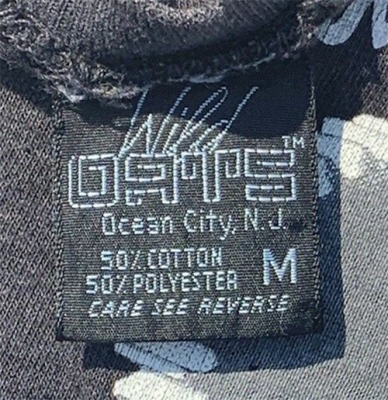 Wild
OATS™
Ocean City, N.J.
50/COTTON
50/POLYESTER
M
CARE SEE REVERSE